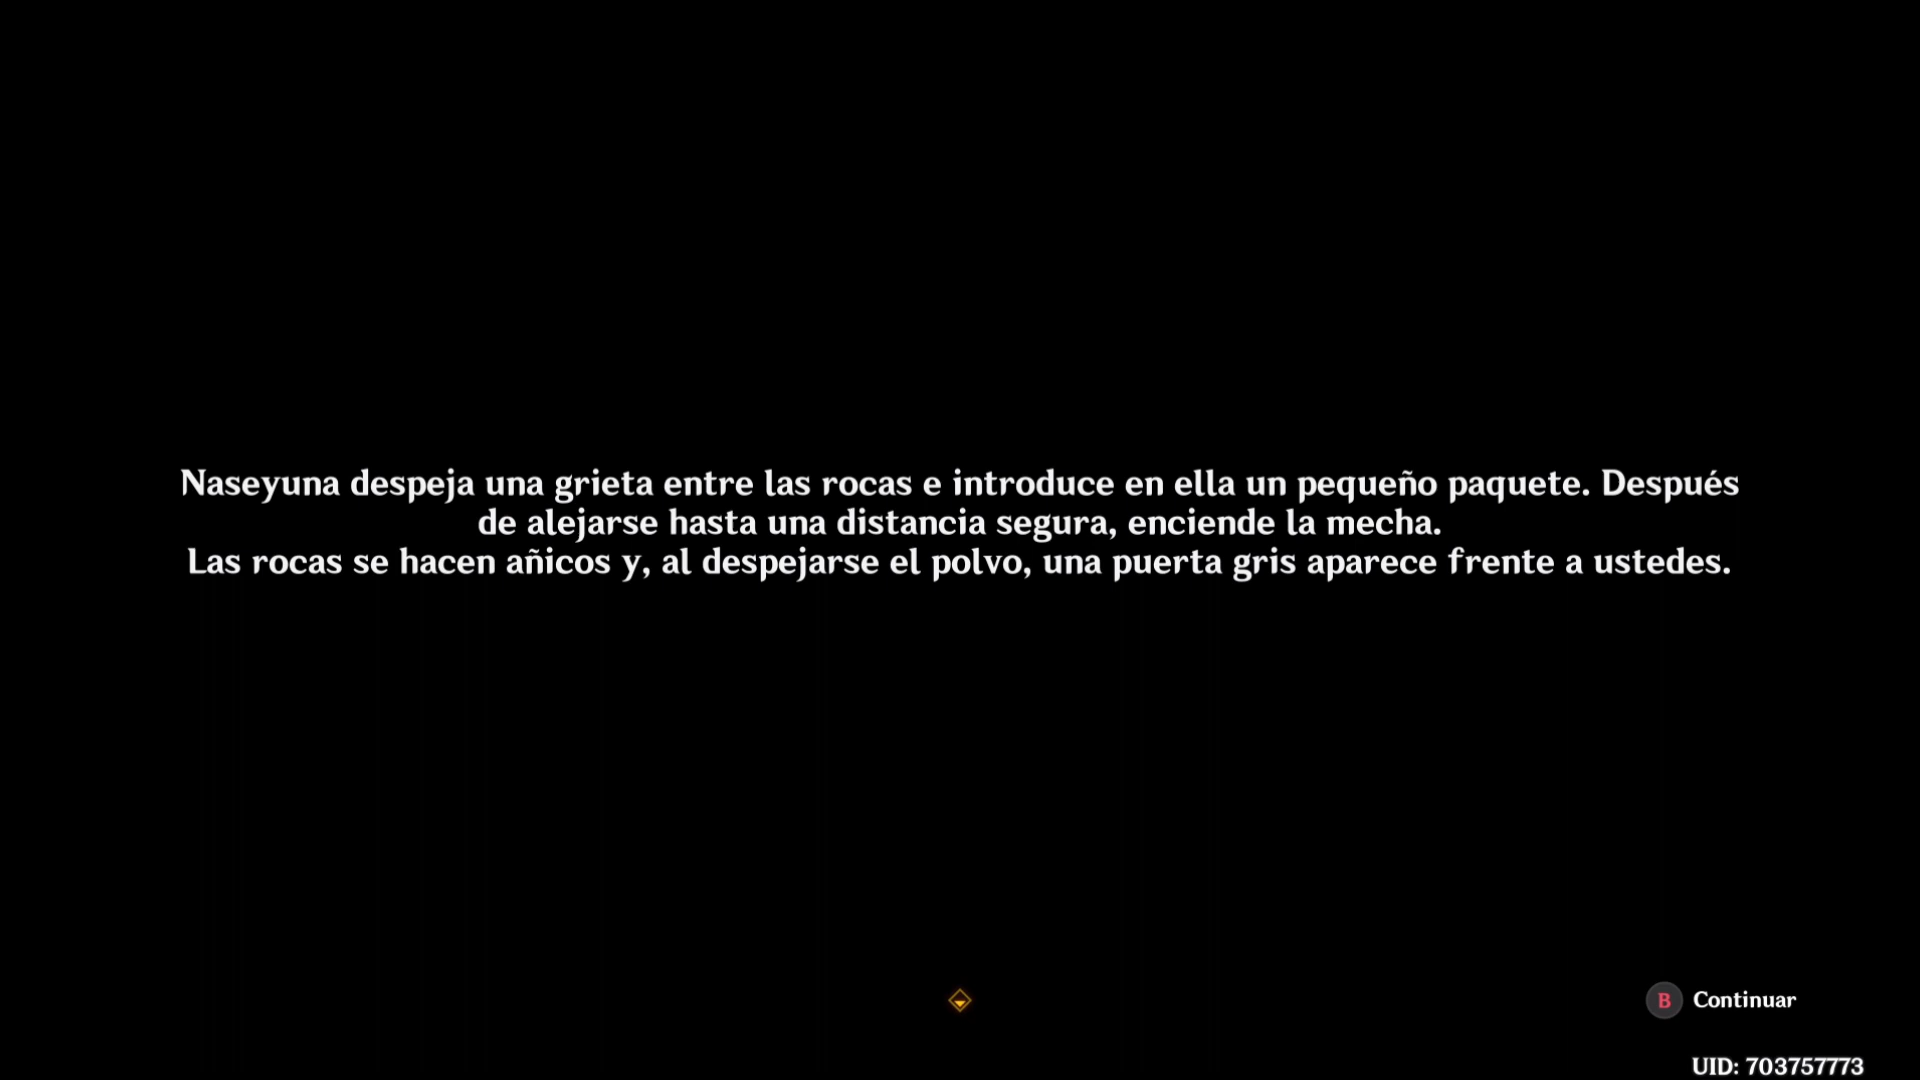 Naseyuna despeja una grieta entre las rocas e introduce en ella un pequeño paquete. Después
de alejarse hasta una distancia segura, enciende la mecha.
Las rocas se hacen añicos y, al despejarse el polvo, una puerta gris aparece frente a ustedes.
B Continuar
UID: 703757773